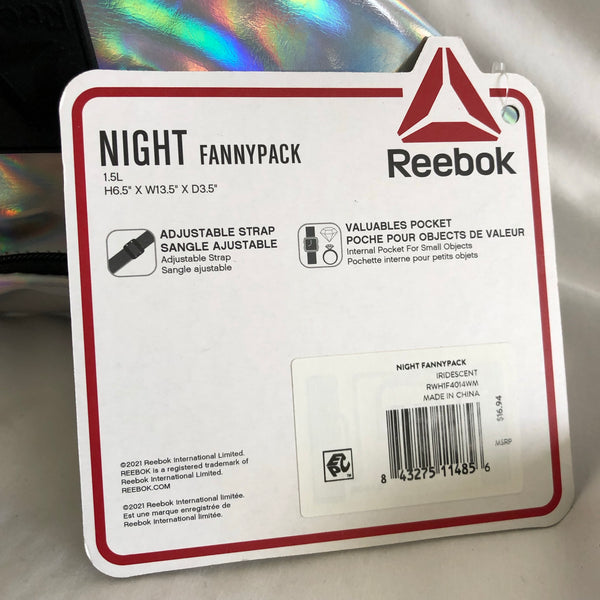 NIGHT FANNYPACK
1.5L
H6.5" X W13.5" X D3.5"
Reebok
ADJUSTABLE STRAP
SANGLE AJUSTABLE
Adjustable Strap
Sangle ajustable
VALUABLES POCKET
POCHE POUR OBJECTS DE VALEUR
Internal Pocket For Small Objects
Pochette interne pour petits objets
NIGHT FANNYPACK
IRIDESCENT
RWH1F4014WM
MADE IN CHINA
$16.94
MSRP
8 43275 11485 6
©2021 Reebok International Limited.
REEBOK is a registered trademark of
Reebok International Limited.
REEBOK.COM
©2021 Reebok International limitée.
Est une marque enregistrée de
Reebok International limitée.